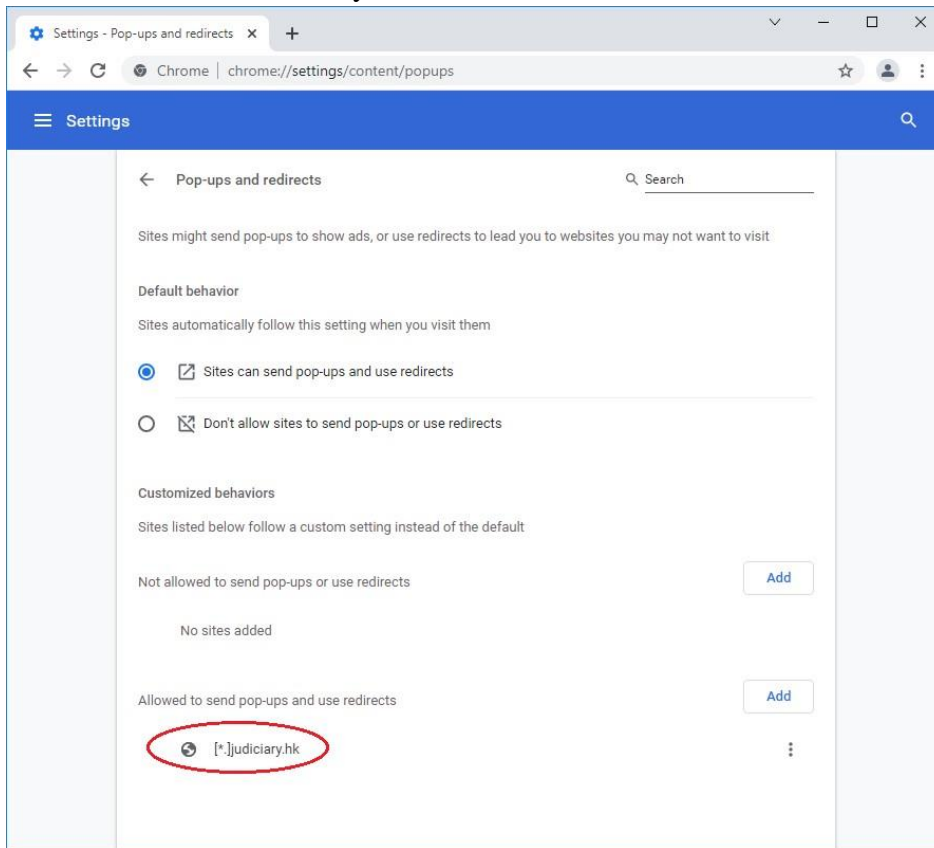 Settings - Pop-ups and redirects
Chrome | chrome://settings/content/popups
Settings
Pop-ups and redirects
Search
Sites might send pop-ups to show ads, or use redirects to lead you to websites you may not want to visit
Default behavior
Sites automatically follow this setting when you visit them
Sites can send pop-ups and use redirects
Don't allow sites to send pop-ups or use redirects
Customized behaviors
Sites listed below follow a custom setting instead of the default
Not allowed to send pop-ups or use redirects
Add
No sites added
Allowed to send pop-ups and use redirects
Add
[*.]judiciary.hk